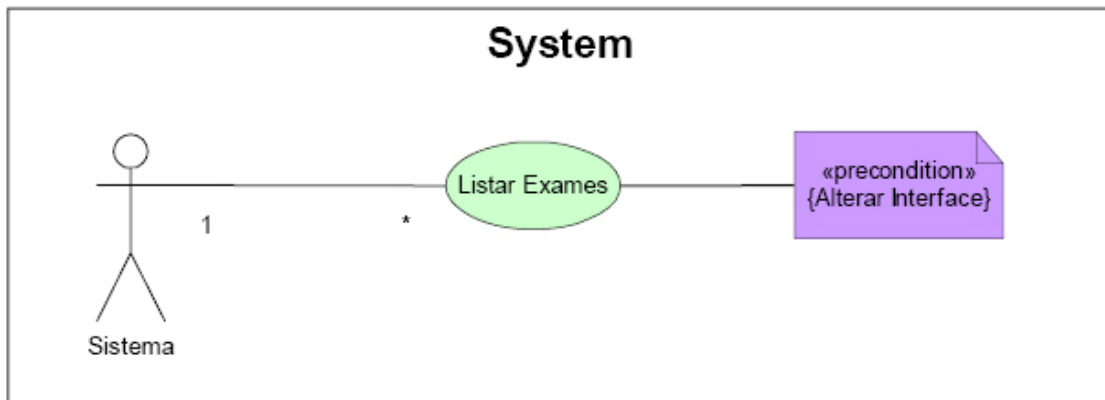 System
Listar Exames
«precondition»
{Alterar Interface}
1
*
Sistema